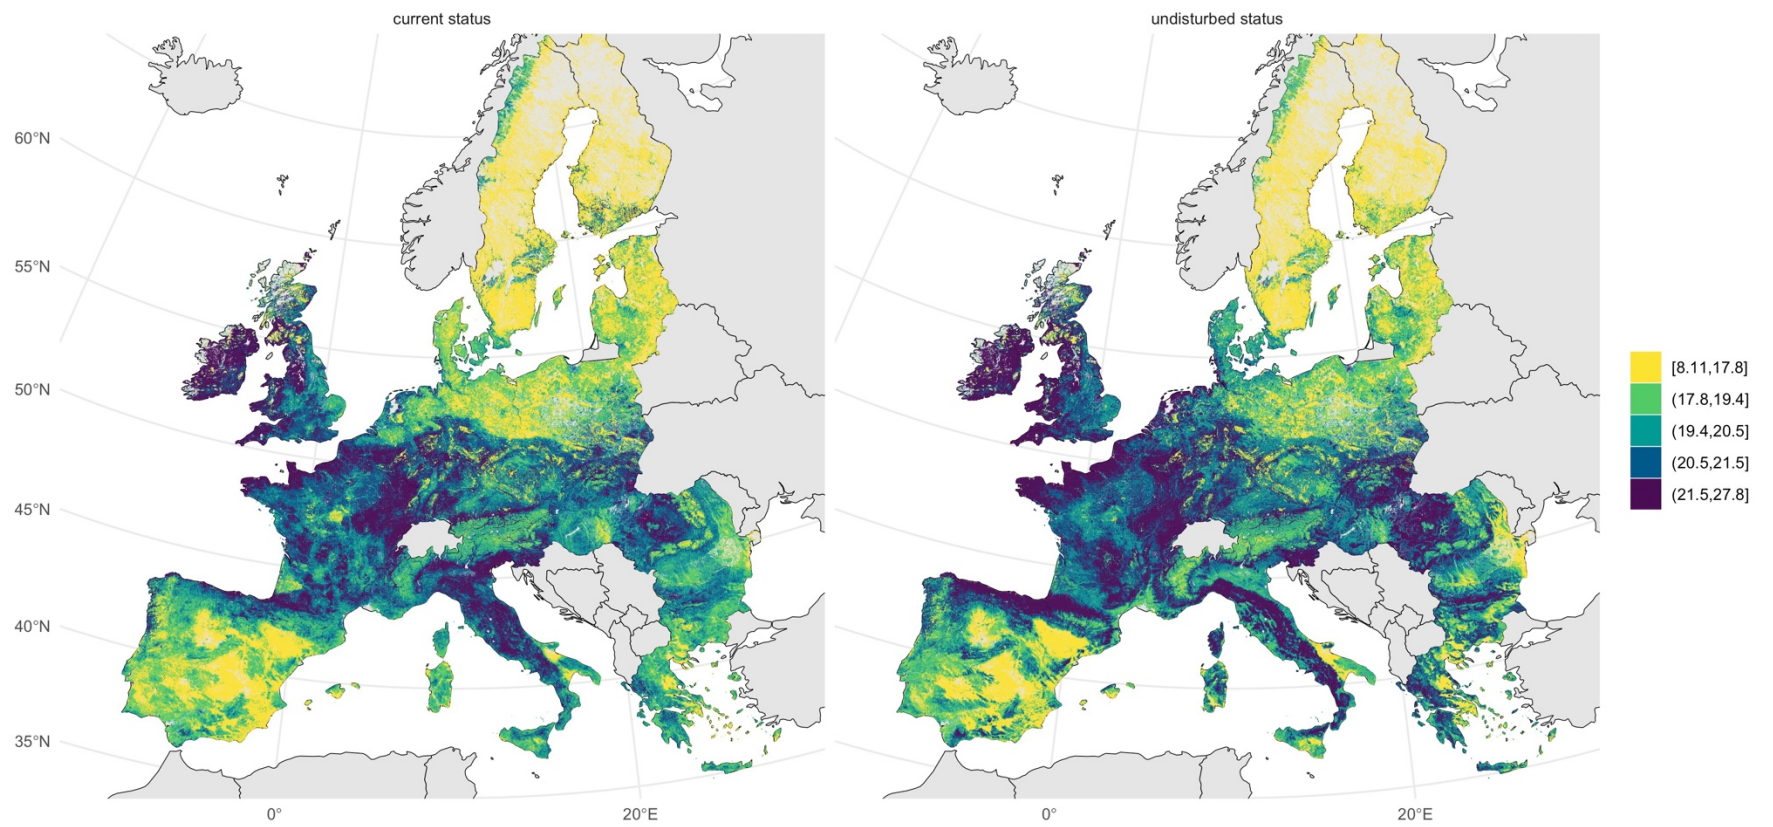 current status
undisturbed status
60°N
55°N
50°N
45°N
40°N
35°N
0°
20°E
0°
20°E
[8.11,17.8]
(17.8,19.4]
(19.4,20.5]
(20.5,21.5]
(21.5,27.8]